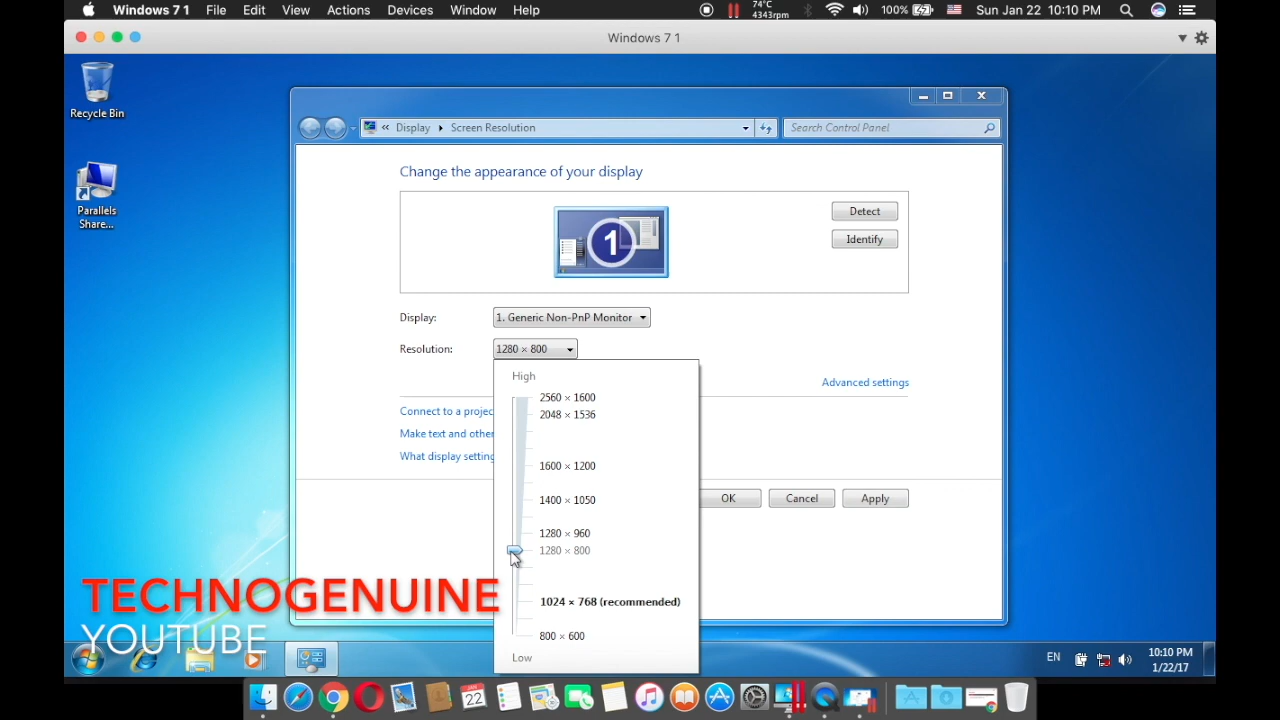 Windows 7 1 File Edit View Actions Devices Window Help 74°C 4343rpm 100% Sun Jan 22 10:10 PM
Windows 7 1
Recycle Bin
Parallels
Share...
« Display Screen Resolution Search Control Panel
Change the appearance of your display
1
Detect
Identify
Display: 1. Generic Non-PnP Monitor
Resolution: 1280 × 800
High
2560 × 1600
2048 × 1536
1600 × 1200
1400 × 1050
1280 × 960
1280 × 800
1024 × 768 (recommended)
800 × 600
Low
Advanced settings
Connect to a projec
Make text and other
What display setting
OK Cancel Apply
TECHNOGENUINE
YOUTUBE
EN 10:10 PM
1/22/17
22